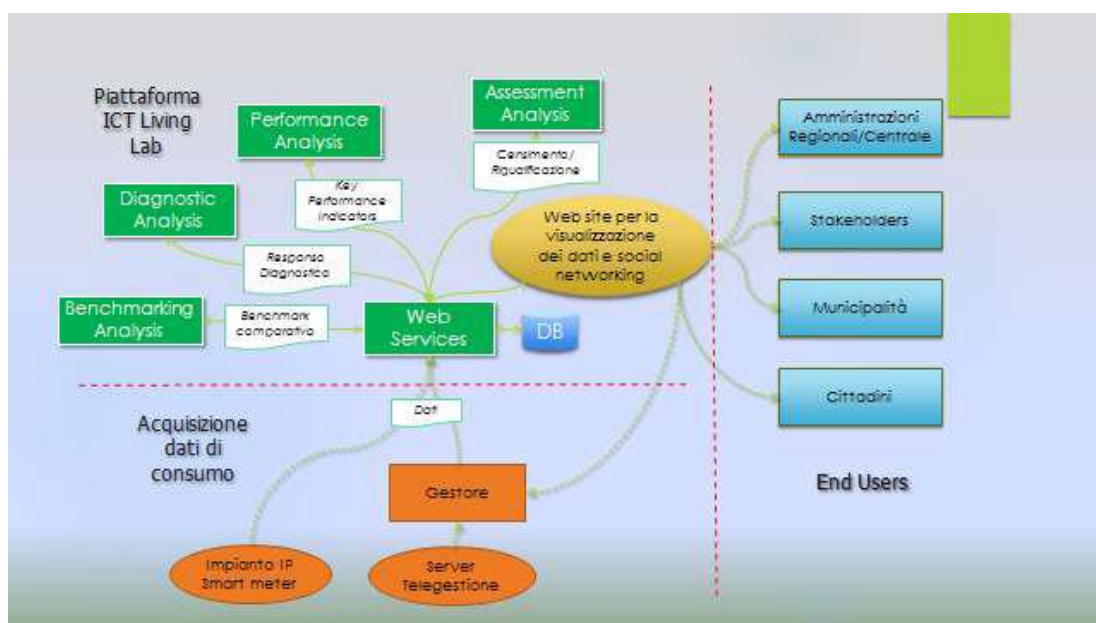 Piattaforma
ICT Living
Lab
Performance
Analysis
Assessment
Analysis
Key
Performance
Indicators
Censimento/
Riqualificazione
Diagnostic
Analysis
Responso
Diagnostica
Benchmarking
Analysis
Benchmark
comparativo
Web
Services
DB
Web site per la
visualizzazione
dei dati e social
networking
Amministrazioni
Regionali/Centrale
Stakeholders
Municipalità
Cittadini
End Users
Acquisizione
dati di
consumo
Dati
Gestore
Impianto IP
Smart meter
Server
Telegestione